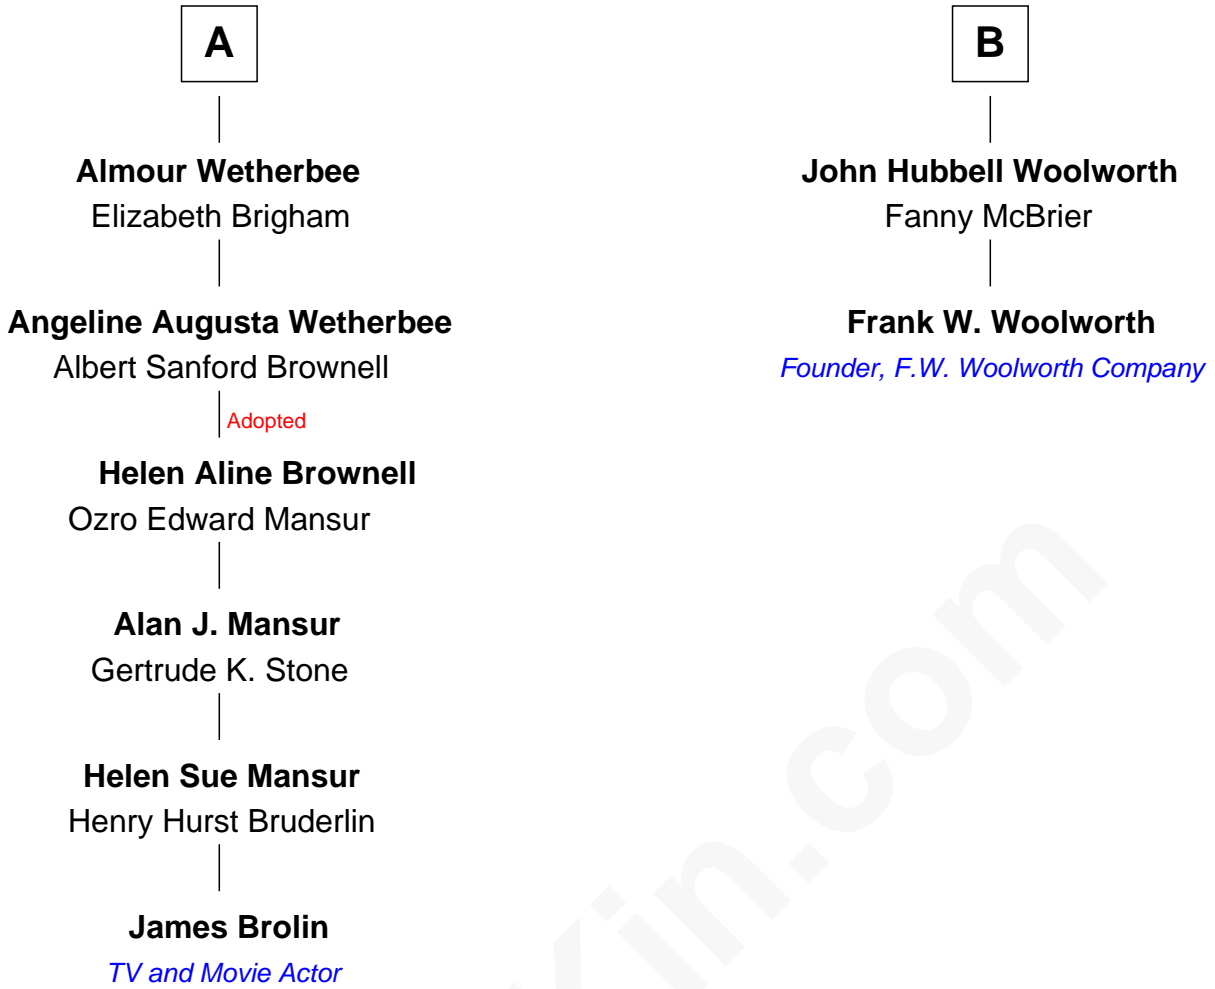 A
Almour Wetherbee
Elizabeth Brigham
Angeline Augusta Wetherbee
Albert Sanford Brownell
Adopted
Helen Aline Brownell
Ozro Edward Mansur
Alan J. Mansur
Gertrude K. Stone
Helen Sue Mansur
Henry Hurst Bruderlin
James Brolin
TV and Movie Actor
B
John Hubbell Woolworth
Fanny McBrier
Frank W. Woolworth
Founder, F.W. Woolworth Company
Kin.com